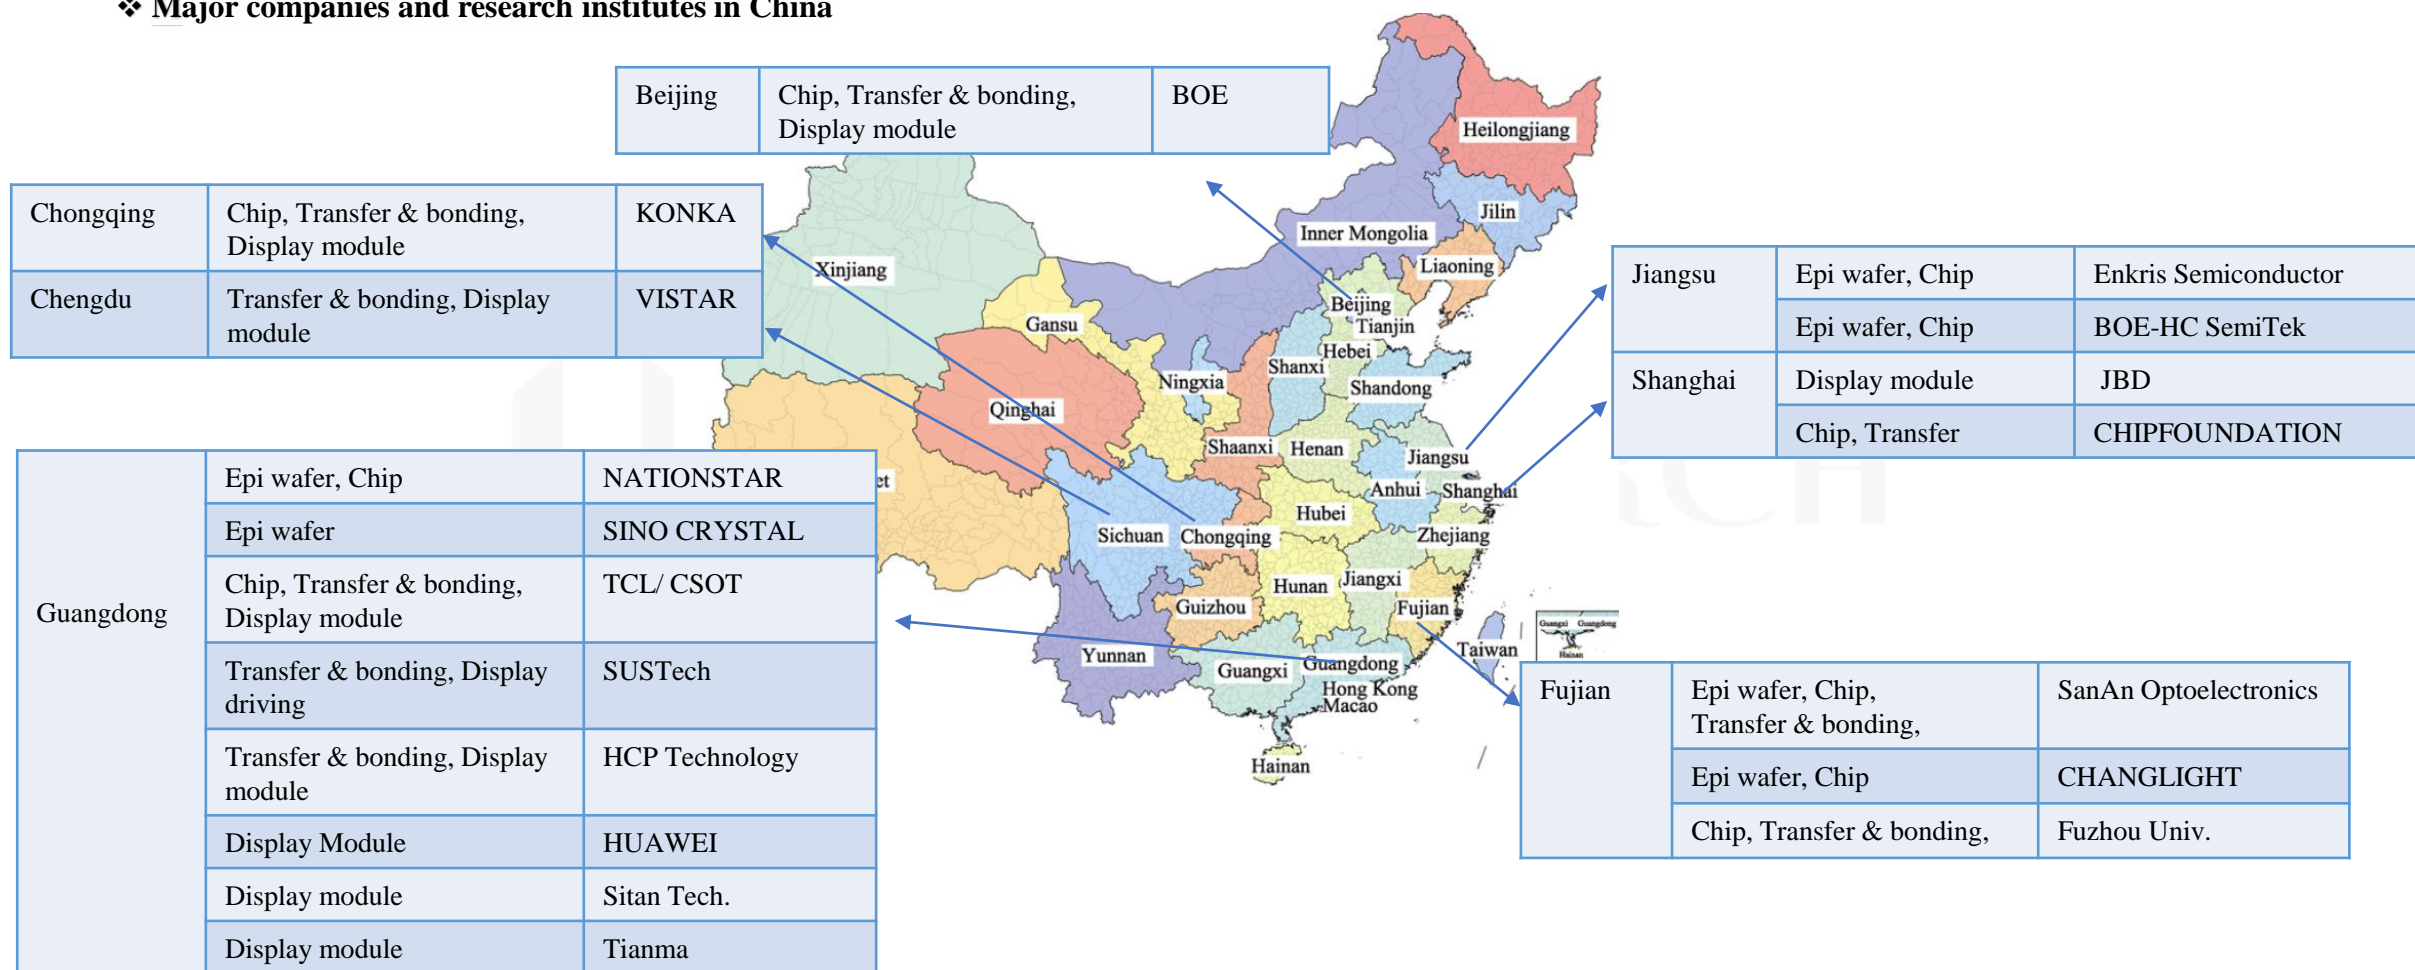 ❖ Major companies and research institutes in China
Beijing
Chip, Transfer & bonding,
Display module
BOE
Chongqing
Chip, Transfer & bonding,
Display module
KONKA
Chengdu
Transfer & bonding, Display
module
VISTAR
Guangdong
Epi wafer, Chip
NATIONSTAR
Epi wafer
SINO CRYSTAL
Chip, Transfer & bonding,
Display module
TCL/ CSOT
Transfer & bonding, Display
driving
SUSTech
Transfer & bonding, Display
module
HCP Technology
Display Module
HUAWEI
Display module
Sitan Tech.
Display module
Tianma
Jiangsu
Epi wafer, Chip
Enkris Semiconductor
Epi wafer, Chip
BOE-HC SemiTek
Shanghai
Display module
JBD
Chip, Transfer
CHIPFOUNDATION
Fujian
Epi wafer, Chip,
Transfer & bonding,
SanAn Optoelectronics
Epi wafer, Chip
CHANGLIGHT
Chip, Transfer & bonding,
Fuzhou Univ.
Heilongjiang
Jilin
Inner Mongolia
Liaoning
Xinjiang
Beijing
Tianjin
Gansu
Hebei
Shanxi
Ningxia
Shandong
Qinghai
Shaanxi
Henan
Jiangsu
et
Anhui
Shanghai
Hubei
Sichuan
Chongqing
Zhejiang
Hunan
Jiangxi
Guizhou
Fujian
Yunnan
Guangxi
Guangdong
Taiwan
Hong Kong
Macao
Hainan
Guangxi
Guangdong
Hainan